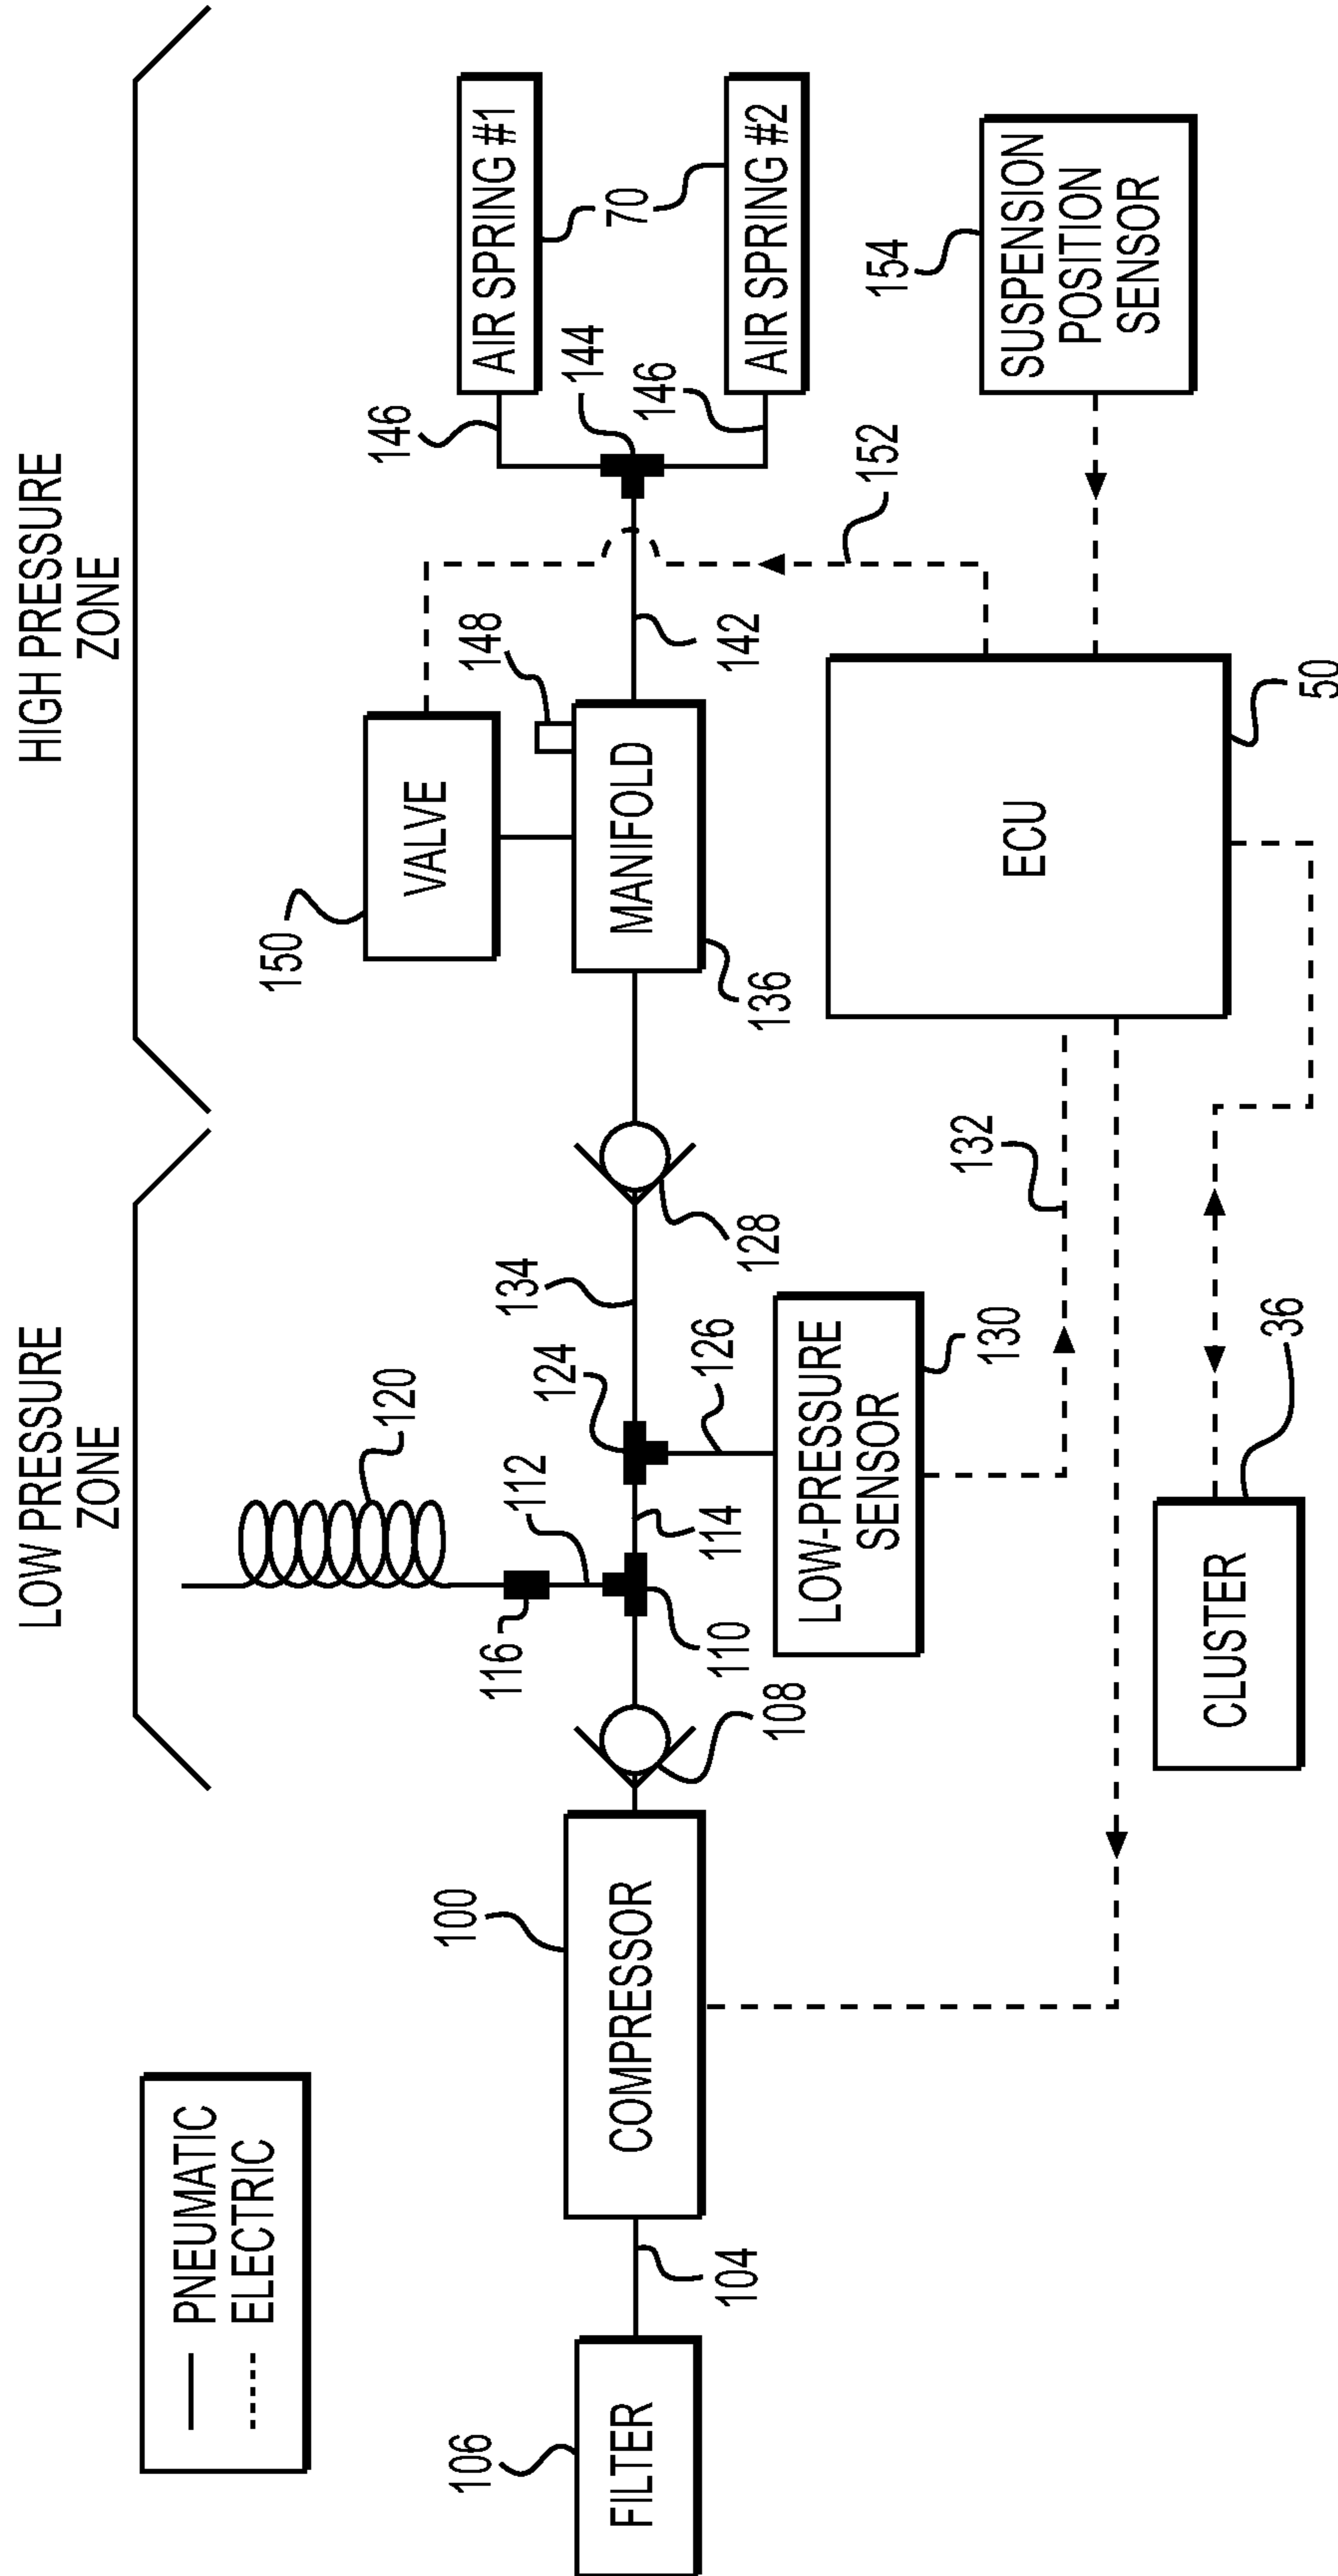 LOW PRESSURE
ZONE
HIGH PRESSURE
ZONE
PNEUMATIC
ELECTRIC
120
150
VALVE
148
146
AIR SPRING #1
106
FILTER
104
100
COMPRESSOR
108
116
112
110
114
124
134
126
128
MANIFOLD
136
142
144
70
146
AIR SPRING #2
LOW-PRESSURE
SENSOR
130
132
152
154
SUSPENSION
POSITION
SENSOR
ECU
50
CLUSTER
36